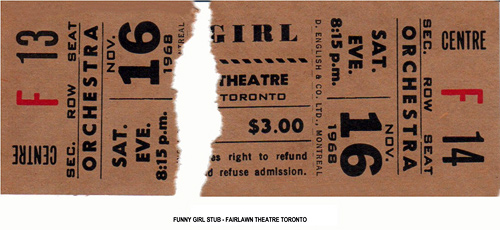 CENTRE
SEC. ROW SEAT
F 13
ORCHESTRA
NOV. 16 1968
SAT. EVE. 8:15 p.m.
MONTREAL
GIRL
THEATRE
TORONTO
$3.00
es right to refund
d refuse admission.
D. ENGLISH & CO. LTD., MONTREAL
SAT. EVE. 8:15 p.m.
NOV. 16 1968
ORCHESTRA
SEC. ROW SEAT
CENTRE
F 14
FUNNY GIRL STUB - FAIRLAWN THEATRE TORONTO